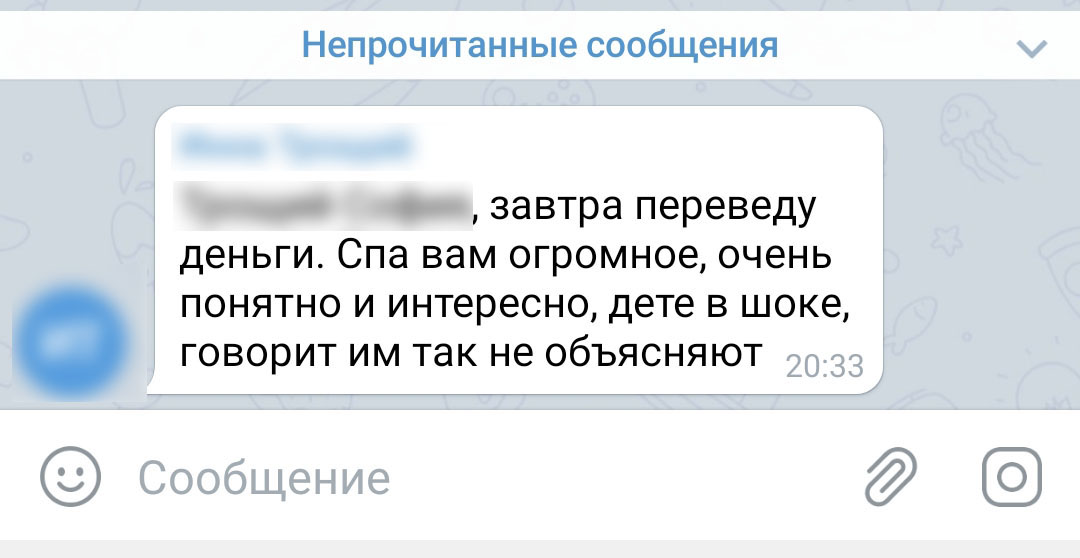 Непрочитанные сообщения
, завтра переведу
деньги. Спа вам огромное, очень
понятно и интересно, дете в шоке,
говорит им так не объясняют
20:33
Сообщение